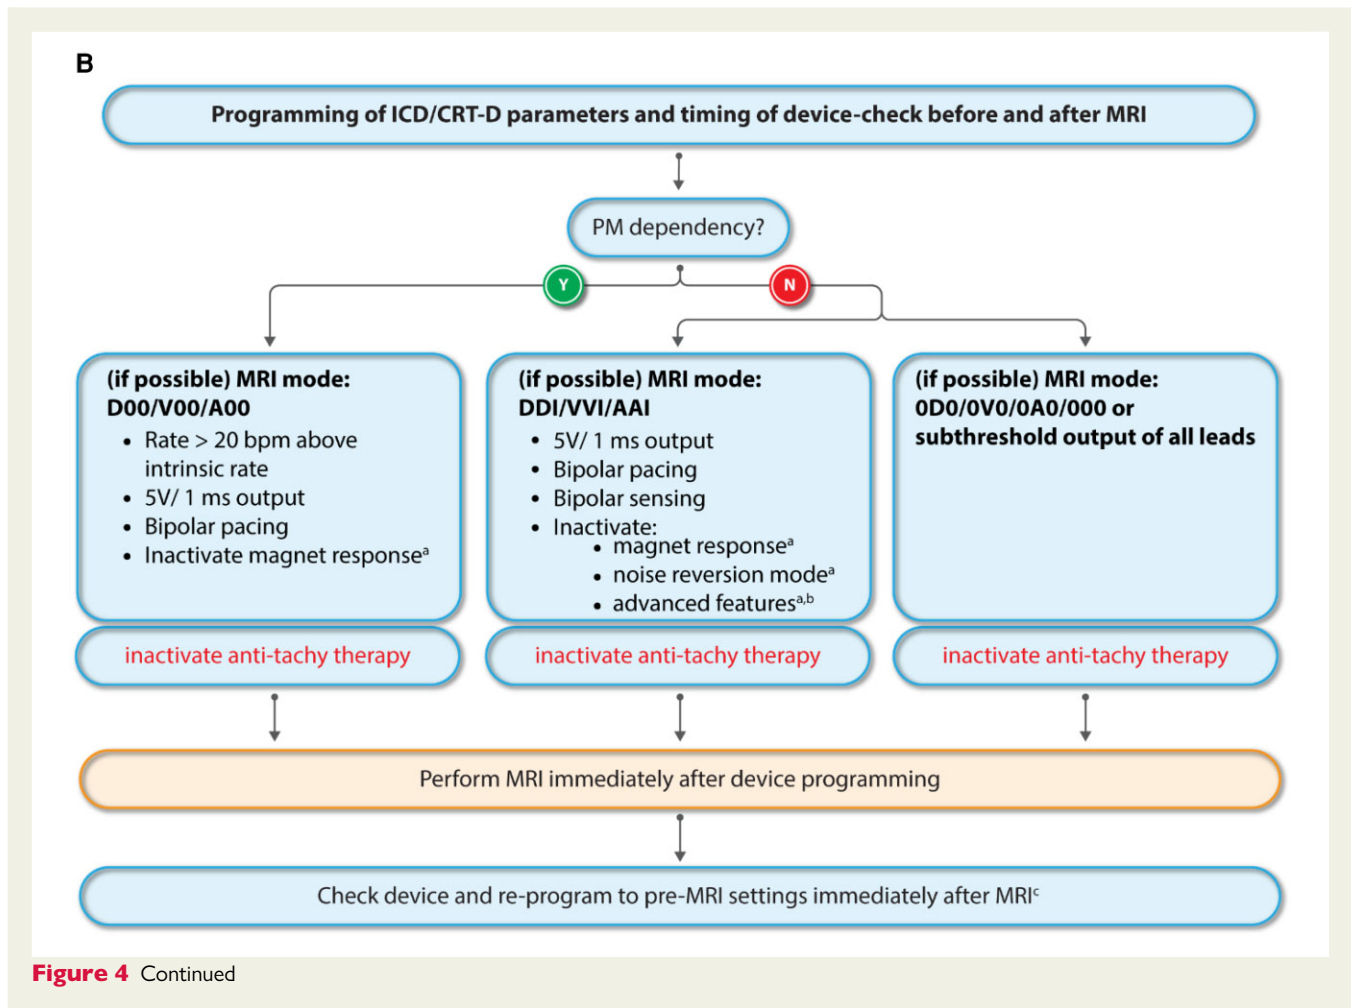 B
Programming of ICD/CRT-D parameters and timing of device-check before and after MRI
PM dependency?
Y
N
(if possible) MRI mode:
D00/V00/A00
• Rate > 20 bpm above
intrinsic rate
• 5V/ 1 ms output
• Bipolar pacing
• Inactivate magnet responseᵃ
inactivate anti-tachy therapy
(if possible) MRI mode:
DDI/VVI/AAI
• 5V/ 1 ms output
• Bipolar pacing
• Bipolar sensing
• Inactivate:
• magnet responseᵃ
• noise reversion modeᵃ
• advanced featuresᵃ,ᵇ
inactivate anti-tachy therapy
(if possible) MRI mode:
0D0/0V0/0A0/000 or
subthreshold output of all leads
inactivate anti-tachy therapy
Perform MRI immediately after device programming
Check device and re-program to pre-MRI settings immediately after MRIᶜ
Figure 4 Continued